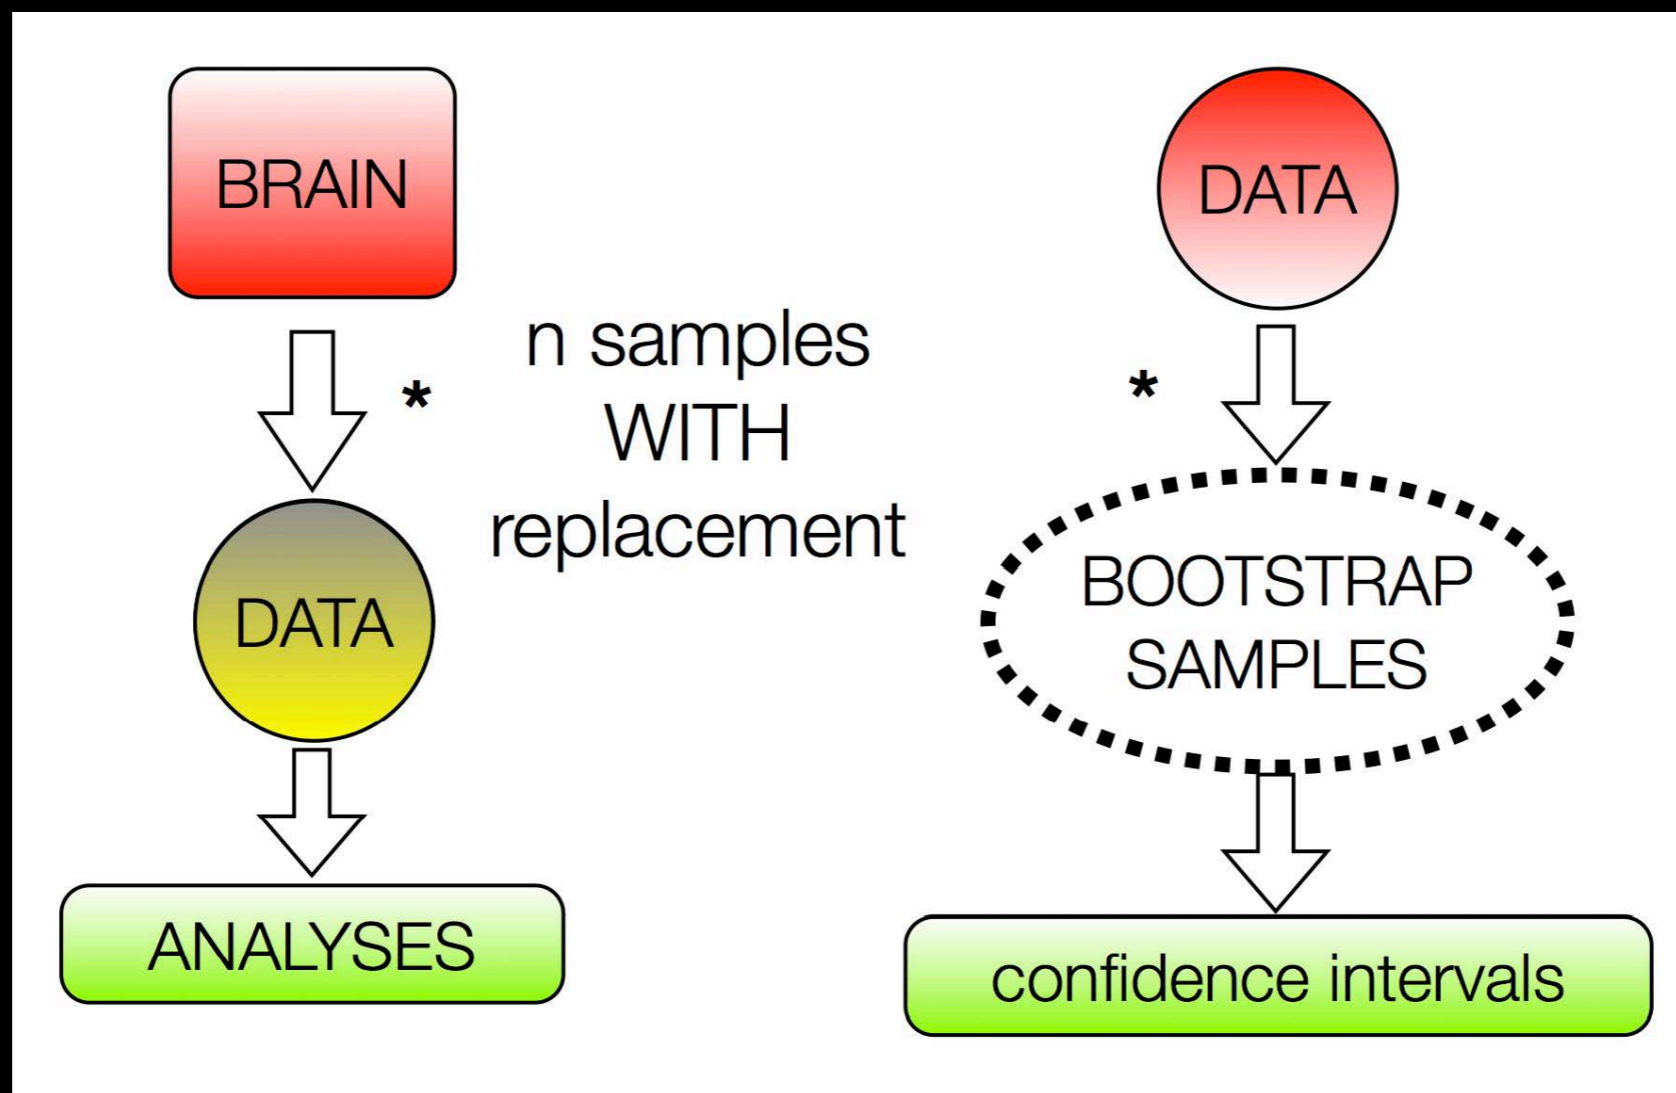 BRAIN
*
DATA
ANALYSES
n samples
WITH
replacement
DATA
*
BOOTSTRAP
SAMPLES
confidence intervals